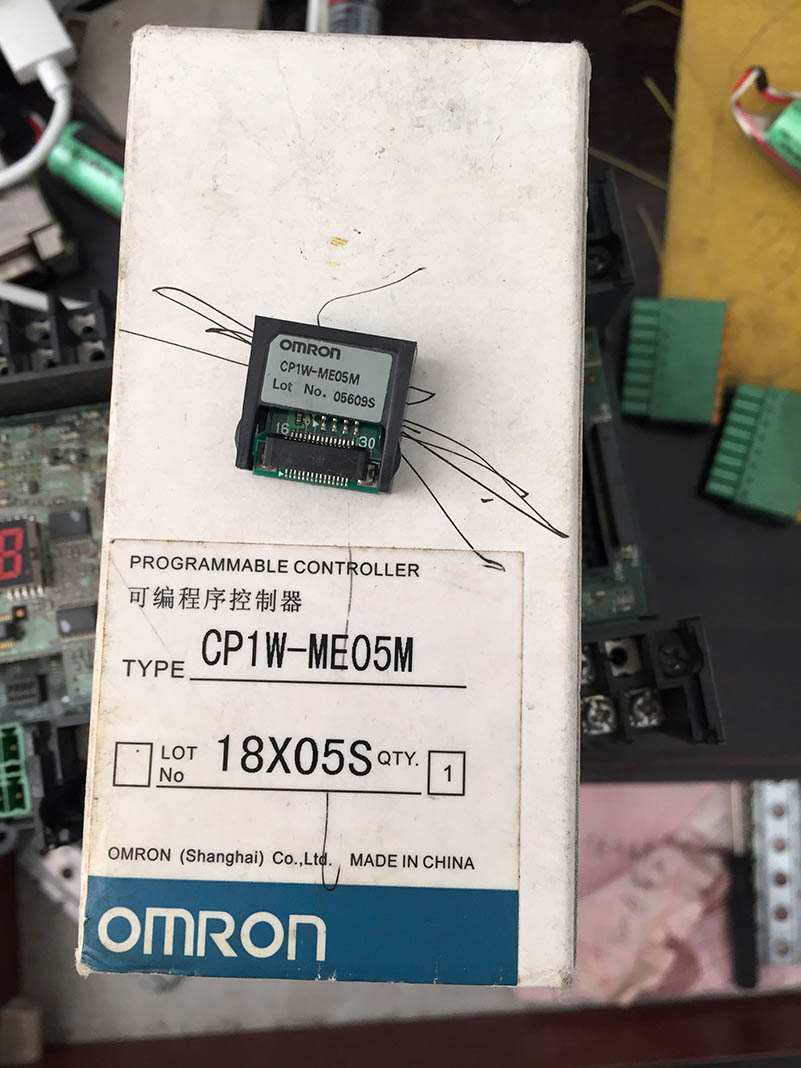 OMRON
CP1W-ME05M
Lot No. 05609S
16 30
PROGRAMMABLE CONTROLLER
可编程序控制器
TYPE CP1W-ME05M
LOT No 18X05S QTY. 1
OMRON (Shanghai) Co.,Ltd. MADE IN CHINA
OMRON
8